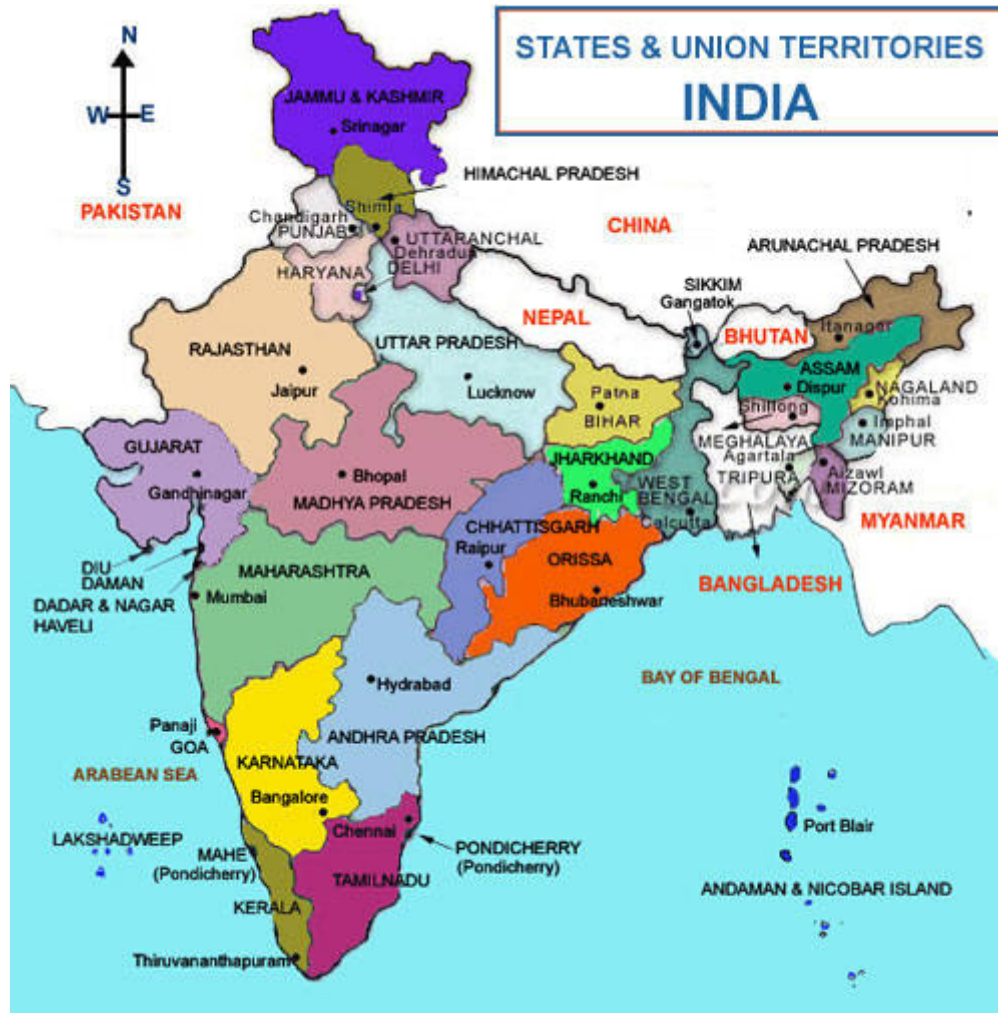 STATES & UNION TERRITORIES
INDIA
N
W E
S
JAMMU & KASHMIR
Srinagar
HIMACHAL PRADESH
PAKISTAN
Shimla
Chandigarh
PUNJAB
CHINA
UTTARANCHAL
Dehradun
DELHI
HARYANA
ARUNACHAL PRADESH
SIKKIM
Gangatok
NEPAL
BHUTAN
Itanagar
RAJASTHAN
Jaipur
UTTAR PRADESH
Lucknow
ASSAM
Dispur
NAGALAND
Kohima
Patna
BIHAR
Shillong
MEGHALAYA
Imphal
MANIPUR
Agartala
TRIPURA
Aizawl
MIZORAM
GUJARAT
Gandhinagar
Bhopal
MADHYA PRADESH
JHARKHAND
Ranchi
WEST
BENGAL
Calcutta
MYANMAR
CHHATTISGARH
Raipur
ORISSA
Bhubaneshwar
BANGLADESH
DIU
DAMAN
DADAR & NAGAR
HAVELI
MAHARASHTRA
Mumbai
BAY OF BENGAL
Hydrabad
ANDHRA PRADESH
Panaji
GOA
KARNATAKA
Bangalore
ARABEAN SEA
LAKSHADWEEP
Chennai
PONDICHERRY
(Pondicherry)
MAHE
(Pondicherry)
TAMILNADU
KERALA
Thiruvananthapuram
Port Blair
ANDAMAN & NICOBAR ISLAND